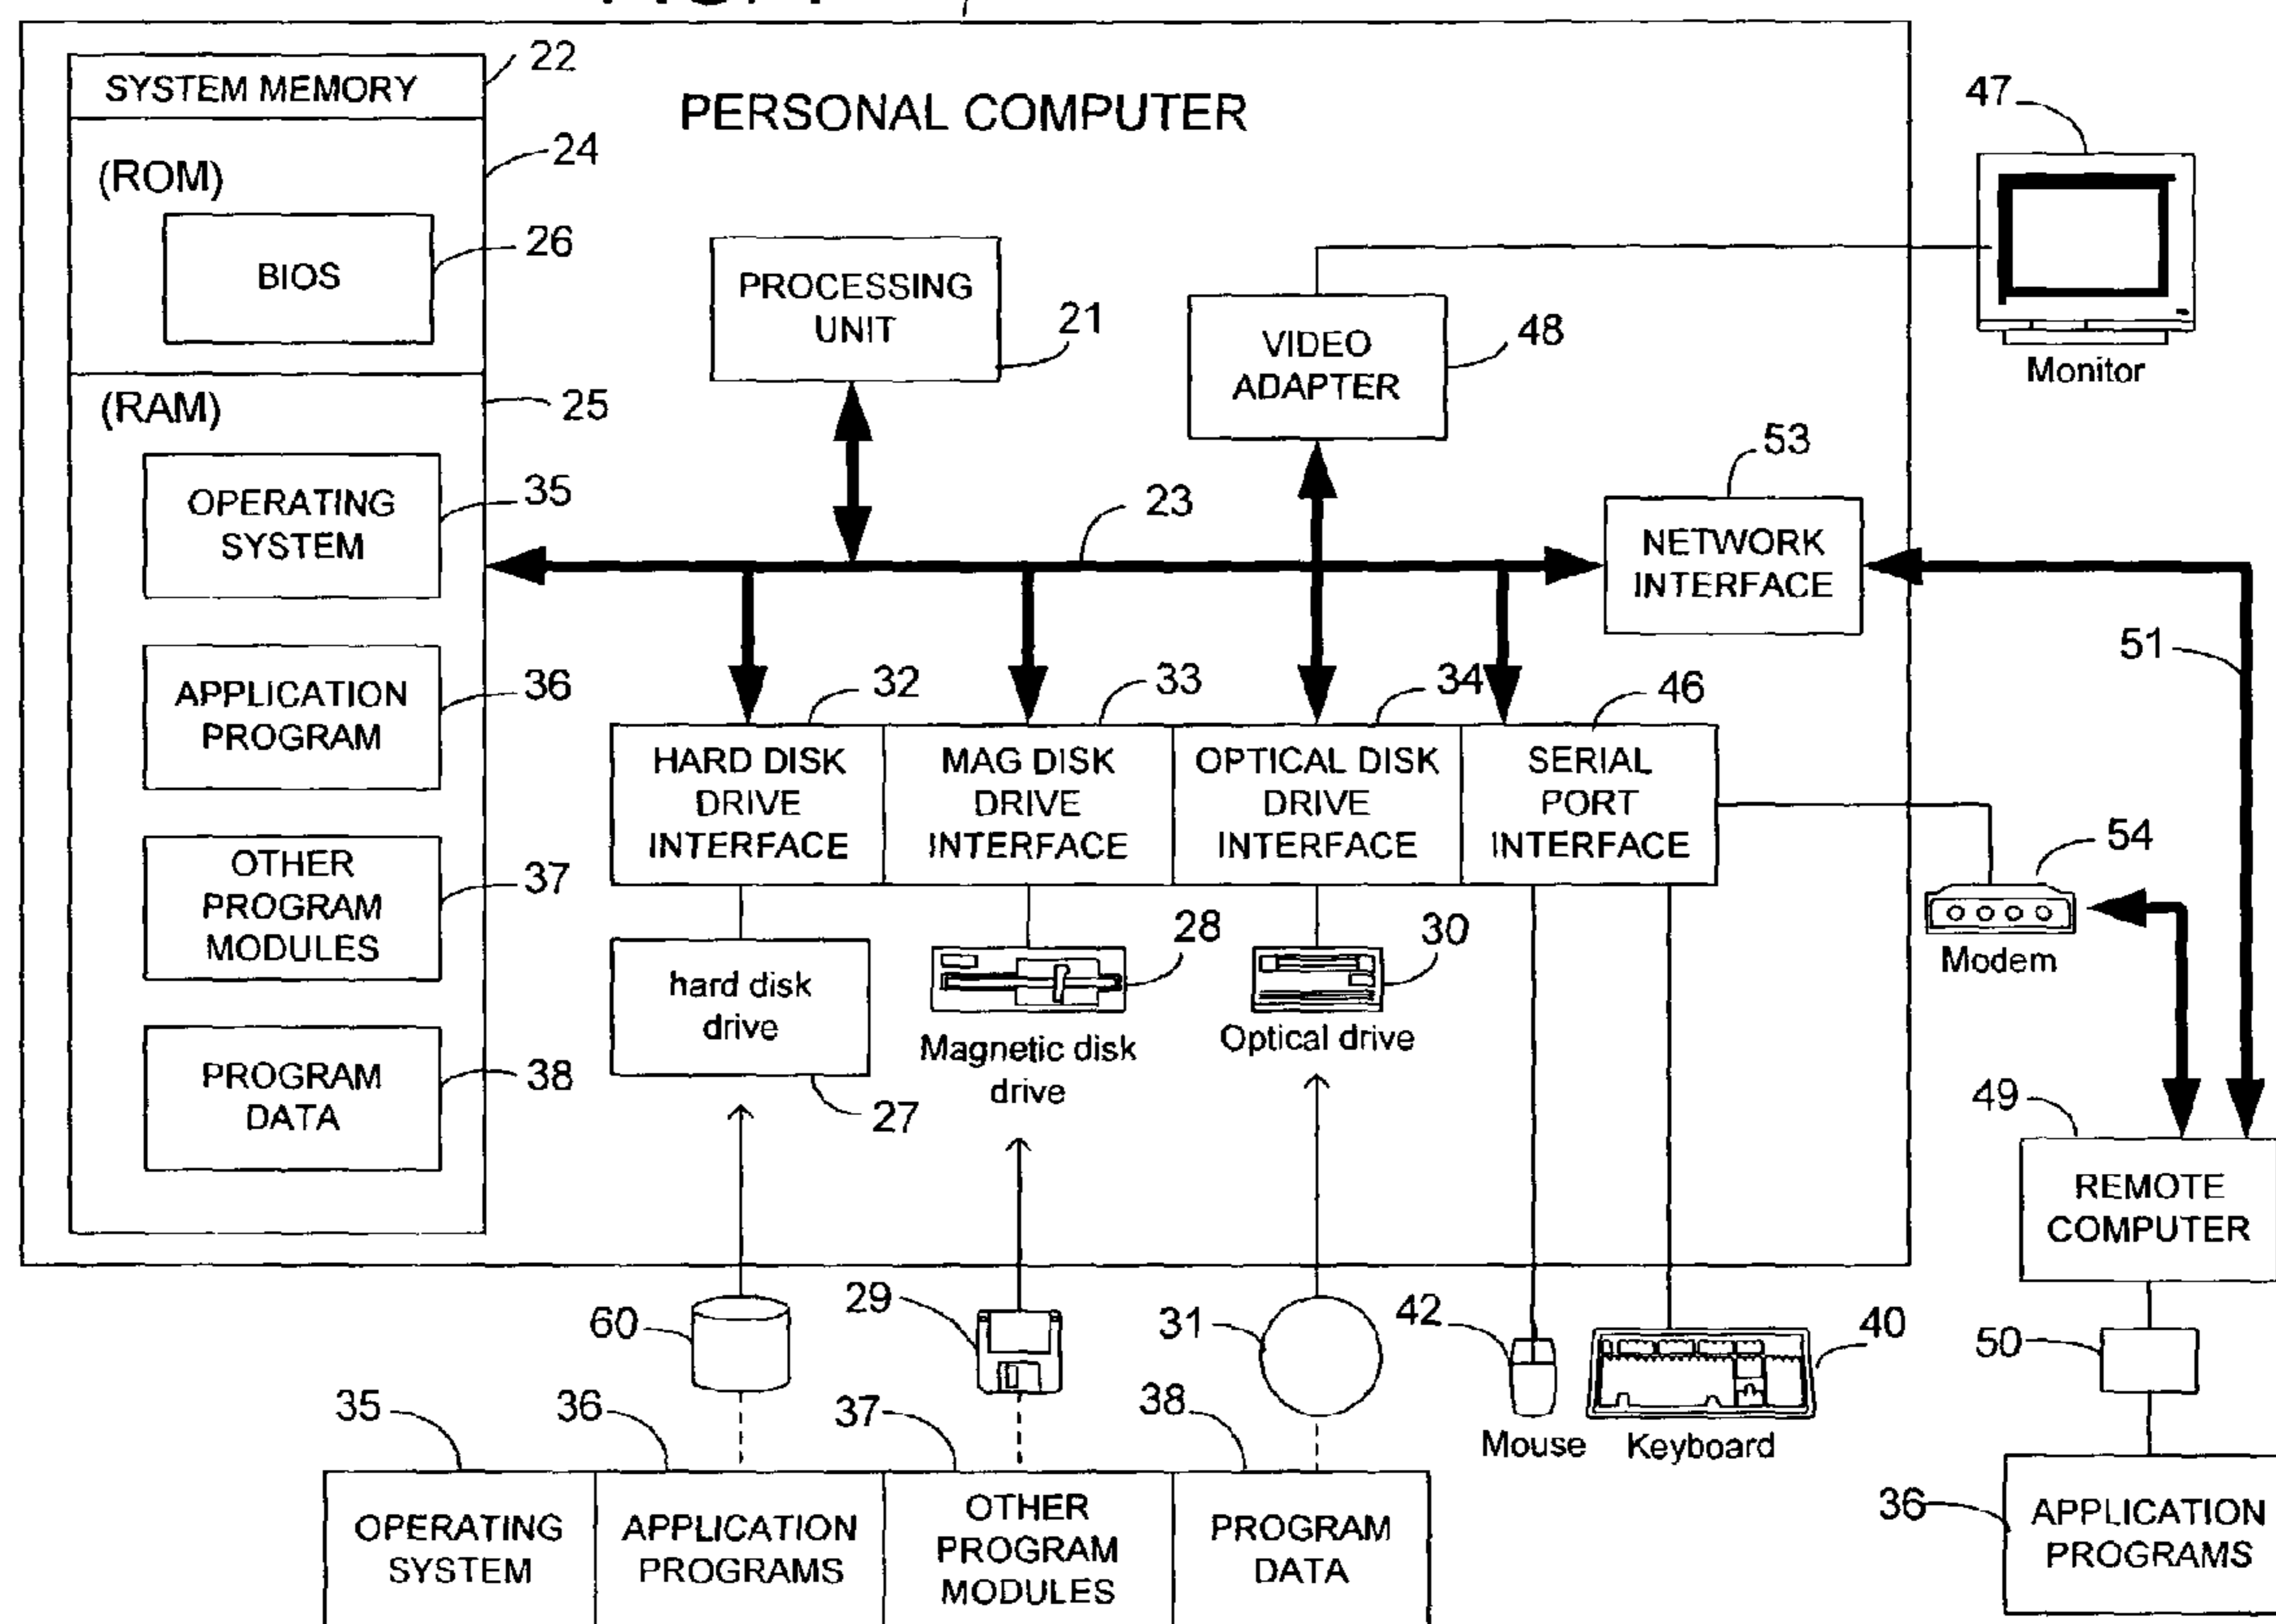 22
SYSTEM MEMORY
PERSONAL COMPUTER
47
24
(ROM)
26
BIOS
PROCESSING
UNIT
21
VIDEO
ADAPTER
48
Monitor
(RAM)
25
53
OPERATING
SYSTEM
35
23
NETWORK
INTERFACE
51
APPLICATION
PROGRAM
36
32
33
34
46
HARD DISK
DRIVE
INTERFACE
MAG DISK
DRIVE
INTERFACE
OPTICAL DISK
DRIVE
INTERFACE
SERIAL
PORT
INTERFACE
54
Modem
OTHER
PROGRAM
MODULES
37
hard disk
drive
28
30
Magnetic disk
drive
Optical drive
PROGRAM
DATA
38
27
49
REMOTE
COMPUTER
60
29
31
42
40
50
Mouse
Keyboard
35
36
37
38
OPERATING
SYSTEM
APPLICATION
PROGRAMS
OTHER
PROGRAM
MODULES
PROGRAM
DATA
36
APPLICATION
PROGRAMS